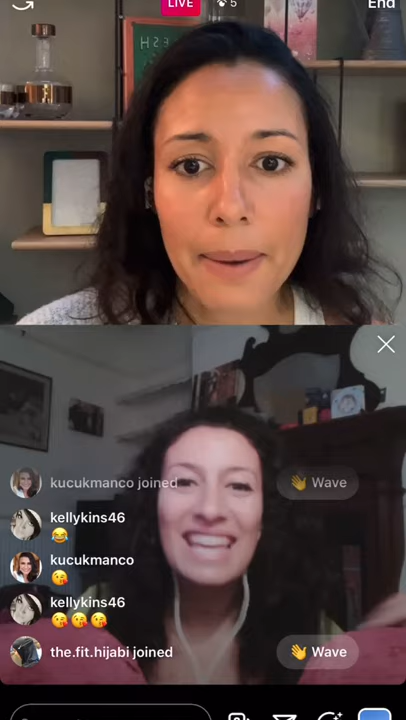 LIVE
5
End
H S
kucukmanco joined
Wave
kellykins46
😂
kucukmanco
😘
kellykins46
😘😘😘
the.fit.hijabi joined
Wave